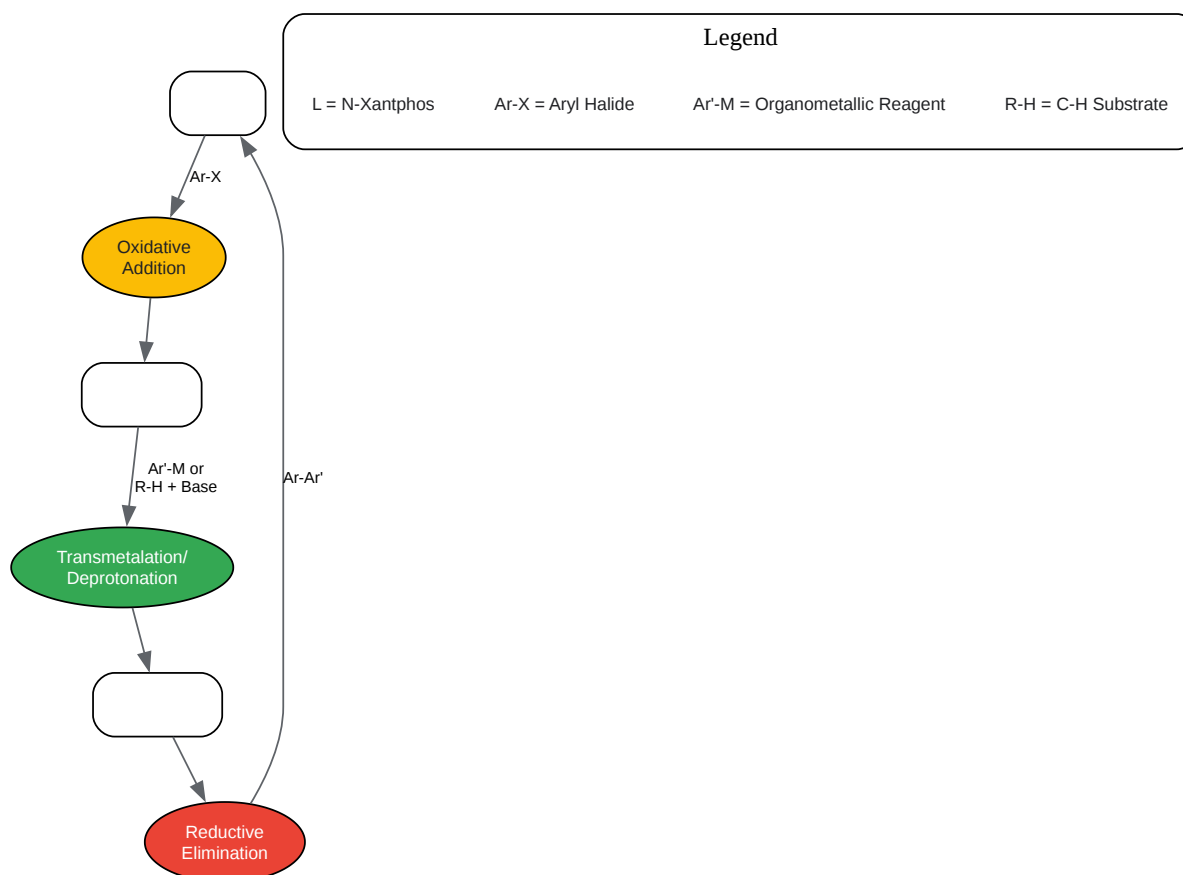 Legend
L = N-Xantphos
Ar-X = Aryl Halide
Ar'-M = Organometallic Reagent
R-H = C-H Substrate
Ar-X
Oxidative
Addition
Ar'-M or
R-H + Base
Ar-Ar'
Transmetalation/
Deprotonation
Reductive
Elimination